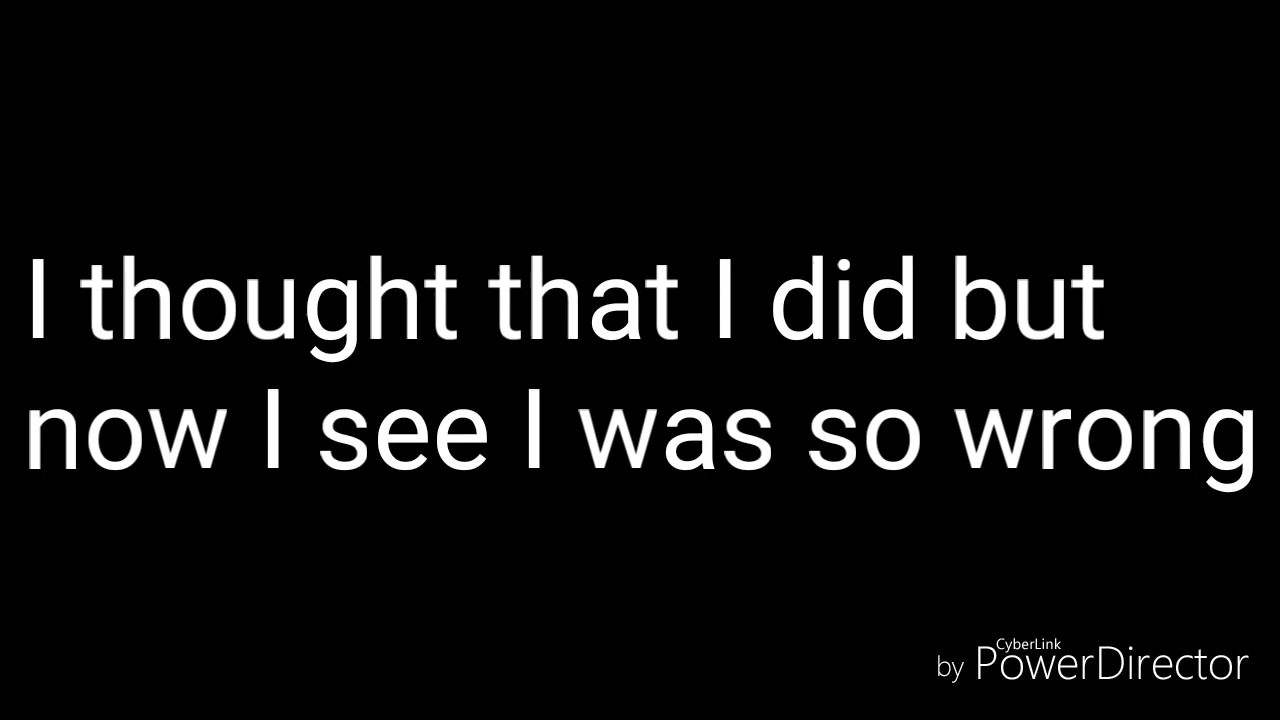 I thought that I did but
now I see I was so wrong
CyberLink
by PowerDirector